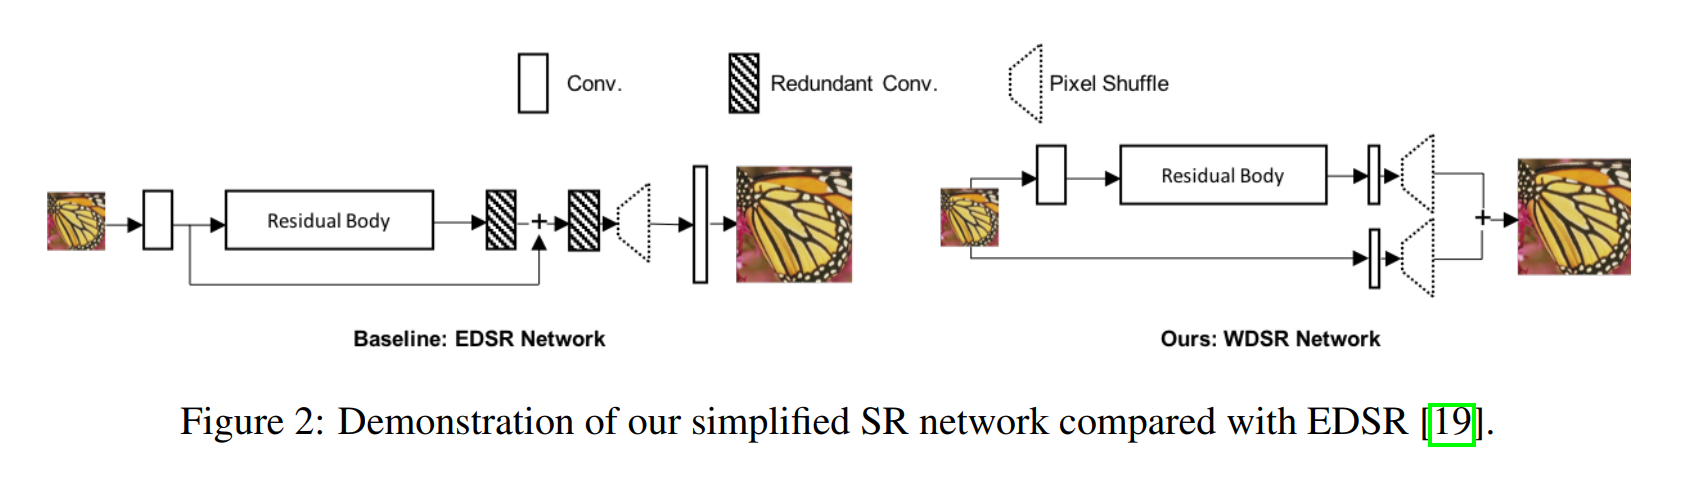 Conv.
Redundant Conv.
Pixel Shuffle
Residual Body
+
Residual Body
+
Baseline: EDSR Network
Ours: WDSR Network
Figure 2: Demonstration of our simplified SR network compared with EDSR [19].